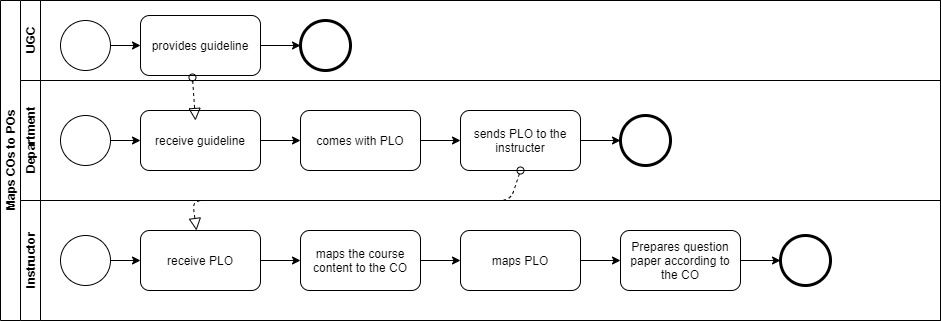 Maps COs to POs
UGC
provides guideline
Department
receive guideline
comes with PLO
sends PLO to the
instructer
Instructor
receive PLO
maps the course
content to the CO
maps PLO
Prepares question
paper according to
the CO